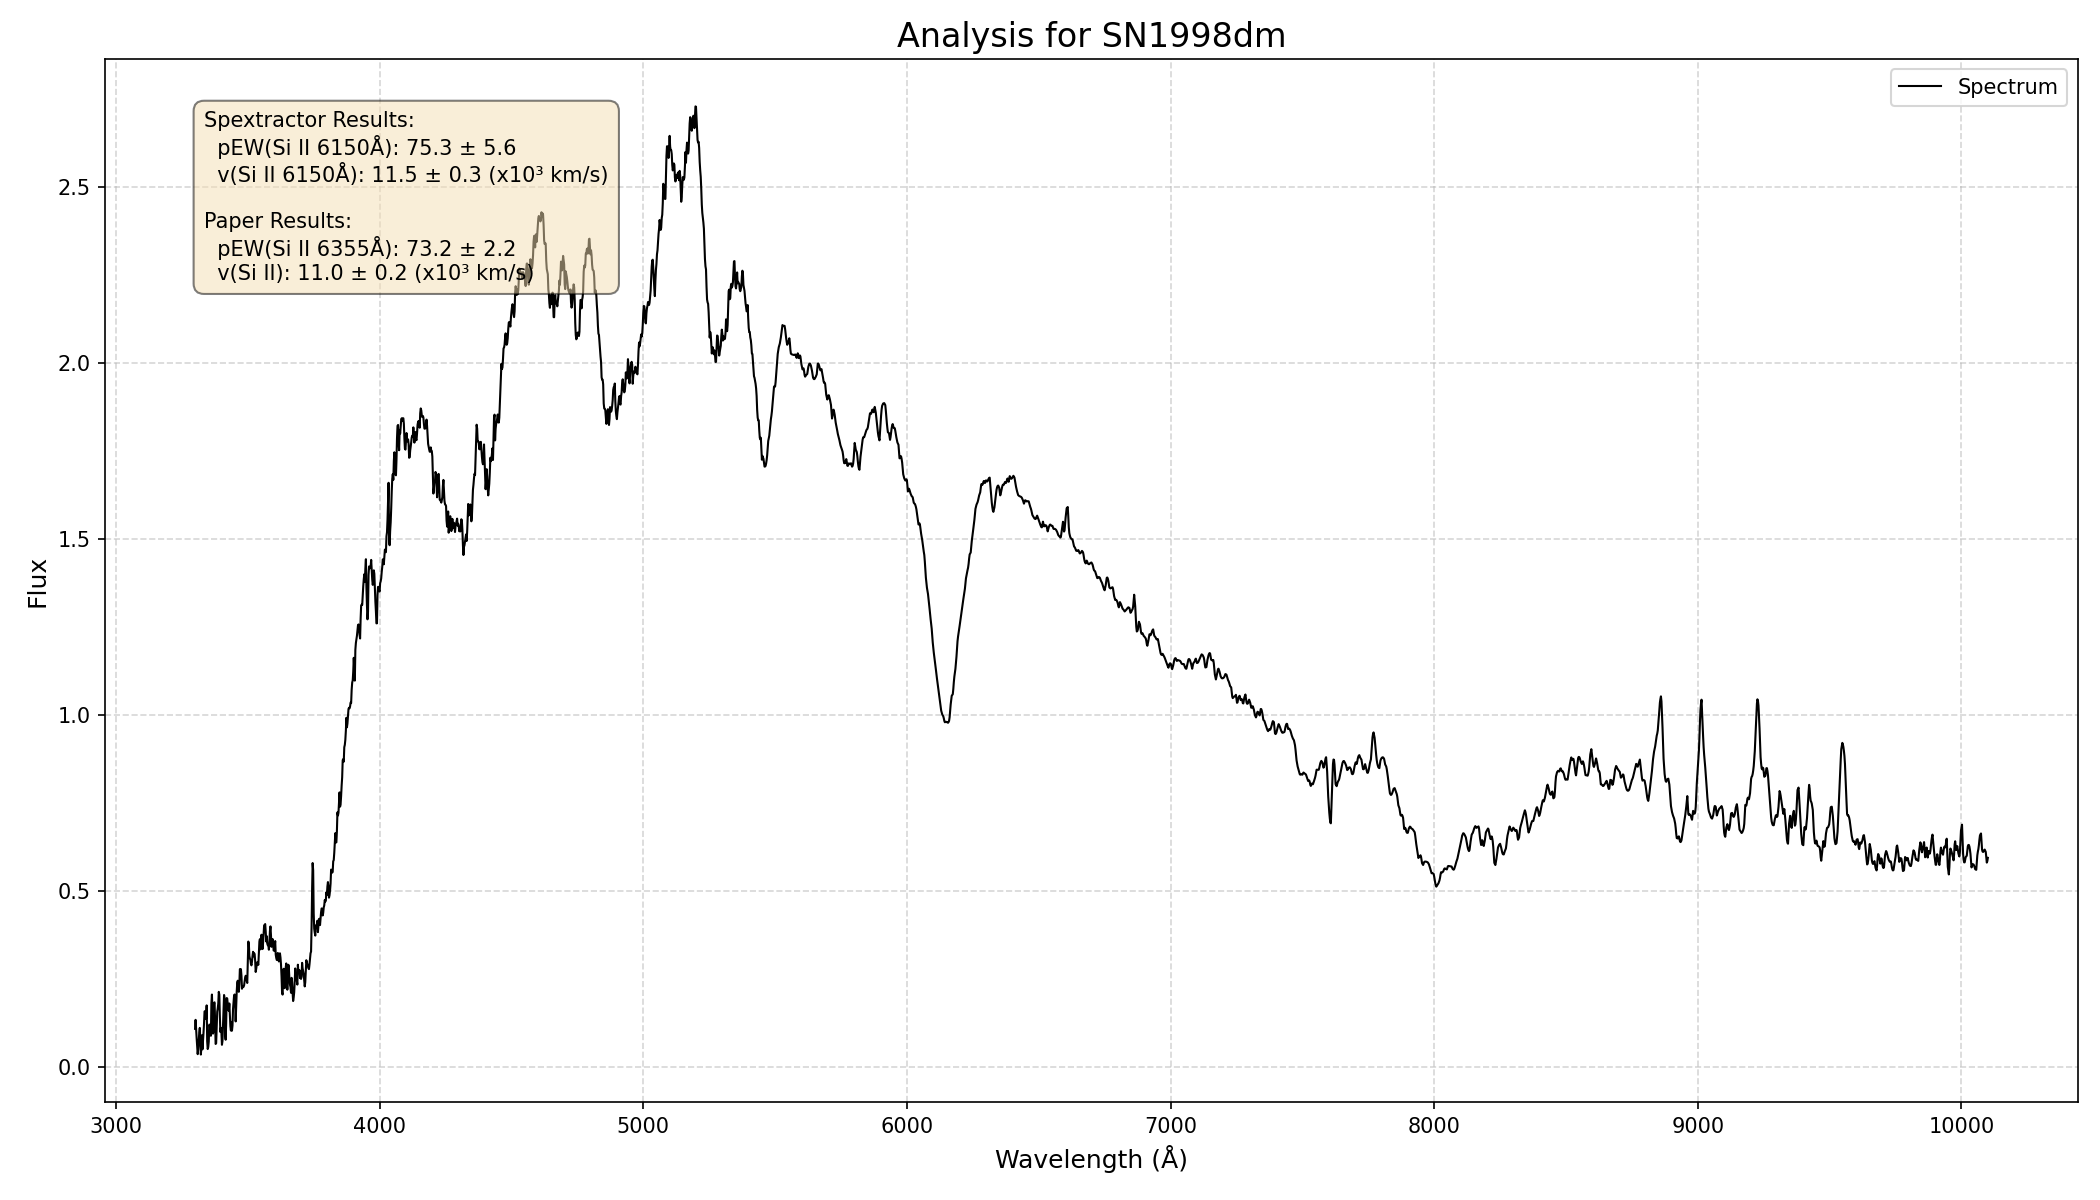 Analysis for SN1998dm
Spectrum
Spextractor Results:
pEW(Si II 6150Å): 75.3 ± 5.6
v(Si II 6150Å): 11.5 ± 0.3 (x10³ km/s)
Paper Results:
pEW(Si II 6355Å): 73.2 ± 2.2
v(Si II): 11.0 ± 0.2 (x10³ km/s)
Flux
2.5
2.0
1.5
1.0
0.5
0.0
3000 4000 5000 6000 7000 8000 9000 10000
Wavelength (Å)